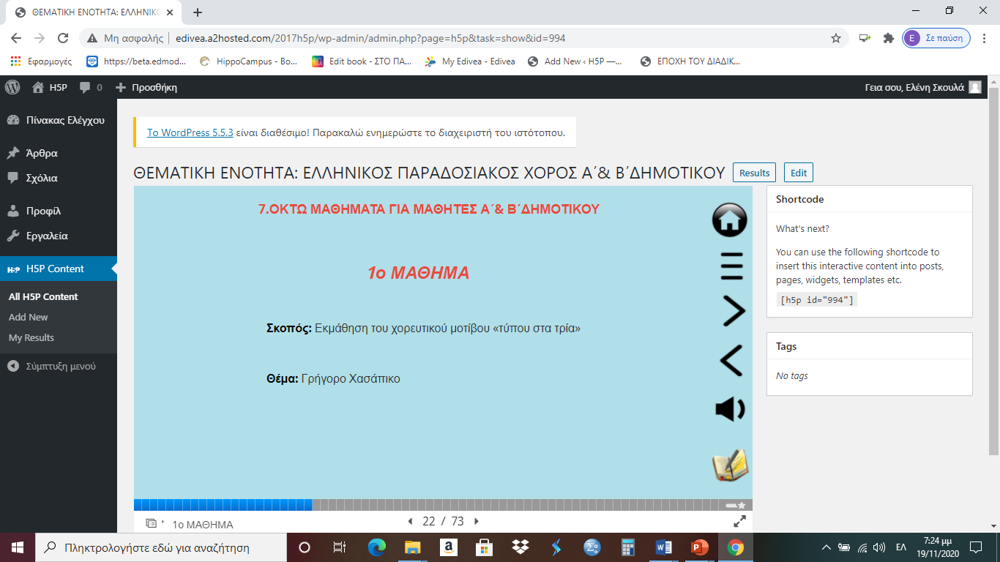 ΘΕΜΑΤΙΚΗ ΕΝΟΤΗΤΑ: ΕΛΛΗΝΙΚΟ
Μη ασφαλής edivea.a2hosted.com/2017h5p/wp-admin/admin.php?page=h5p&task=show&id=994
E Σε παύση
Εφαρμογές https://beta.edmod... HippoCampus - Bo... Edit book - ΣΤΟ ΠΑ... My Edivea - Edivea Add New ‹ H5P —... ΕΠΟΧΗ ΤΟΥ ΔΙΑΔΙΚ...
H5P 0 Προσθήκη Γεια σου, Ελένη Σκουλά
Πίνακας Ελέγχου
Άρθρα
Σχόλια
Προφίλ
Εργαλεία
H5P H5P Content
All H5P Content
Add New
My Results
Σύμπτυξη μενού
Το WordPress 5.5.3 είναι διαθέσιμο! Παρακαλώ ενημερώστε το διαχειριστή του ιστότοπου.
ΘΕΜΑΤΙΚΗ ΕΝΟΤΗΤΑ: ΕΛΛΗΝΙΚΟΣ ΠΑΡΑΔΟΣΙΑΚΟΣ ΧΟΡΟΣ Α΄& Β΄ΔΗΜΟΤΙΚΟΥ Results Edit
7.ΟΚΤΩ ΜΑΘΗΜΑΤΑ ΓΙΑ ΜΑΘΗΤΕΣ Α΄& Β΄ΔΗΜΟΤΙΚΟΥ
1ο ΜΑΘΗΜΑ
Σκοπός: Εκμάθηση του χορευτικού μοτίβου «τύπου στα τρία»
Θέμα: Γρήγορο Χασάπικο
1ο ΜΑΘΗΜΑ 22 / 73
Shortcode
What's next?
You can use the following shortcode to
insert this interactive content into posts,
pages, widgets, templates etc.
[h5p id="994"]
Tags
No tags
Πληκτρολογήστε εδώ για αναζήτηση
ΕΛ
7:24 μμ
19/11/2020